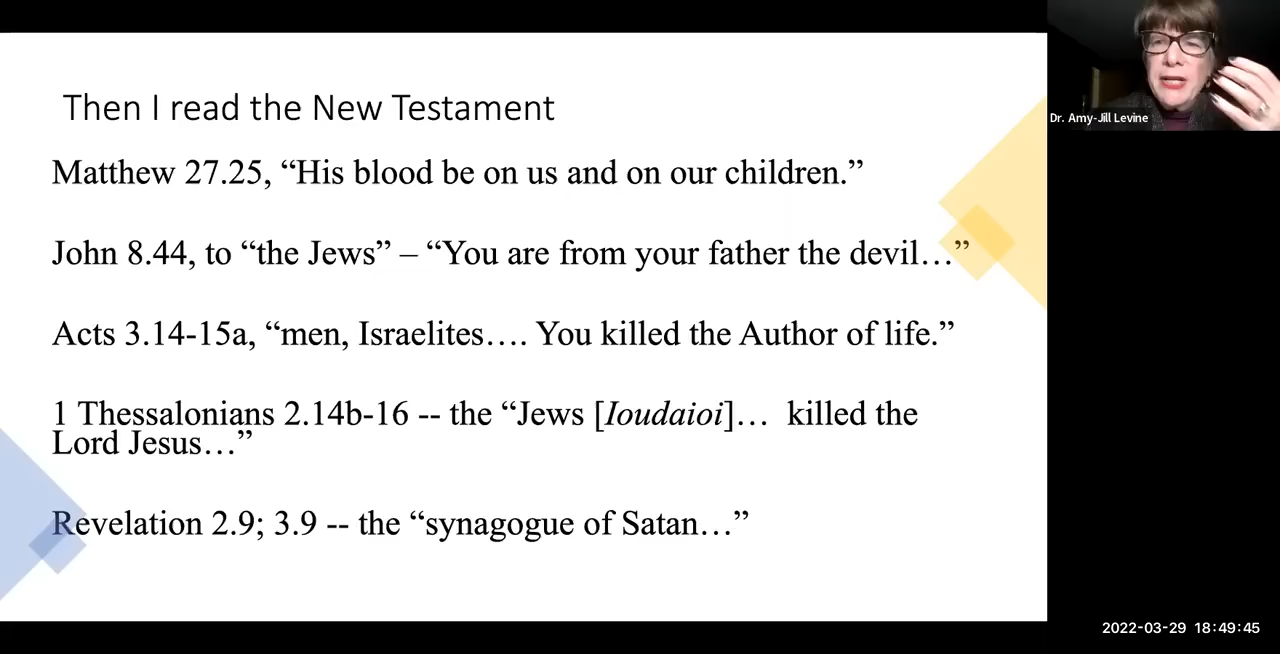 Then I read the New Testament
Matthew 27.25, “His blood be on us and on our children.”
John 8.44, to “the Jews” – “You are from your father the devil…”
Acts 3.14-15a, “men, Israelites…. You killed the Author of life.”
1 Thessalonians 2.14b-16 -- the “Jews [Ioudaioi]… killed the
Lord Jesus…”
Revelation 2.9; 3.9 -- the “synagogue of Satan…”
Dr. Amy-Jill Levine
2022-03-29 18:49:45